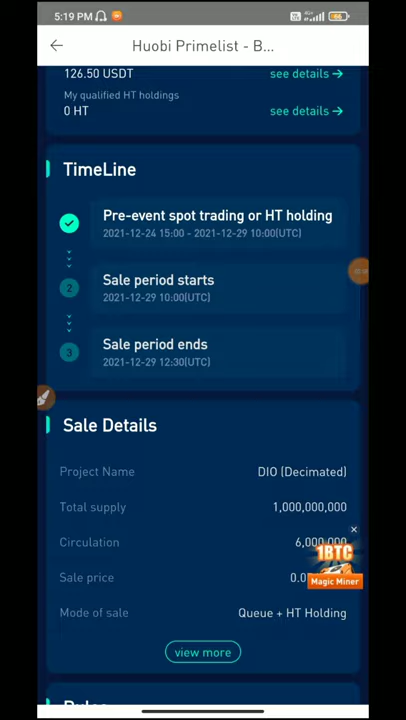 5:19 PM
Huobi Primelist - B...
126.50 USDT
see details →
My qualified HT holdings
0 HT
see details →
TimeLine
Pre-event spot trading or HT holding
2021-12-24 15:00 - 2021-12-29 10:00(UTC)
2
Sale period starts
2021-12-29 10:00(UTC)
3
Sale period ends
2021-12-29 12:30(UTC)
Sale Details
Project Name
DIO (Decimated)
Total supply
1,000,000,000
Circulation
6,000,000
Sale price
0.0
Mode of sale
Queue + HT Holding
1BTC
Magic Miner
view more